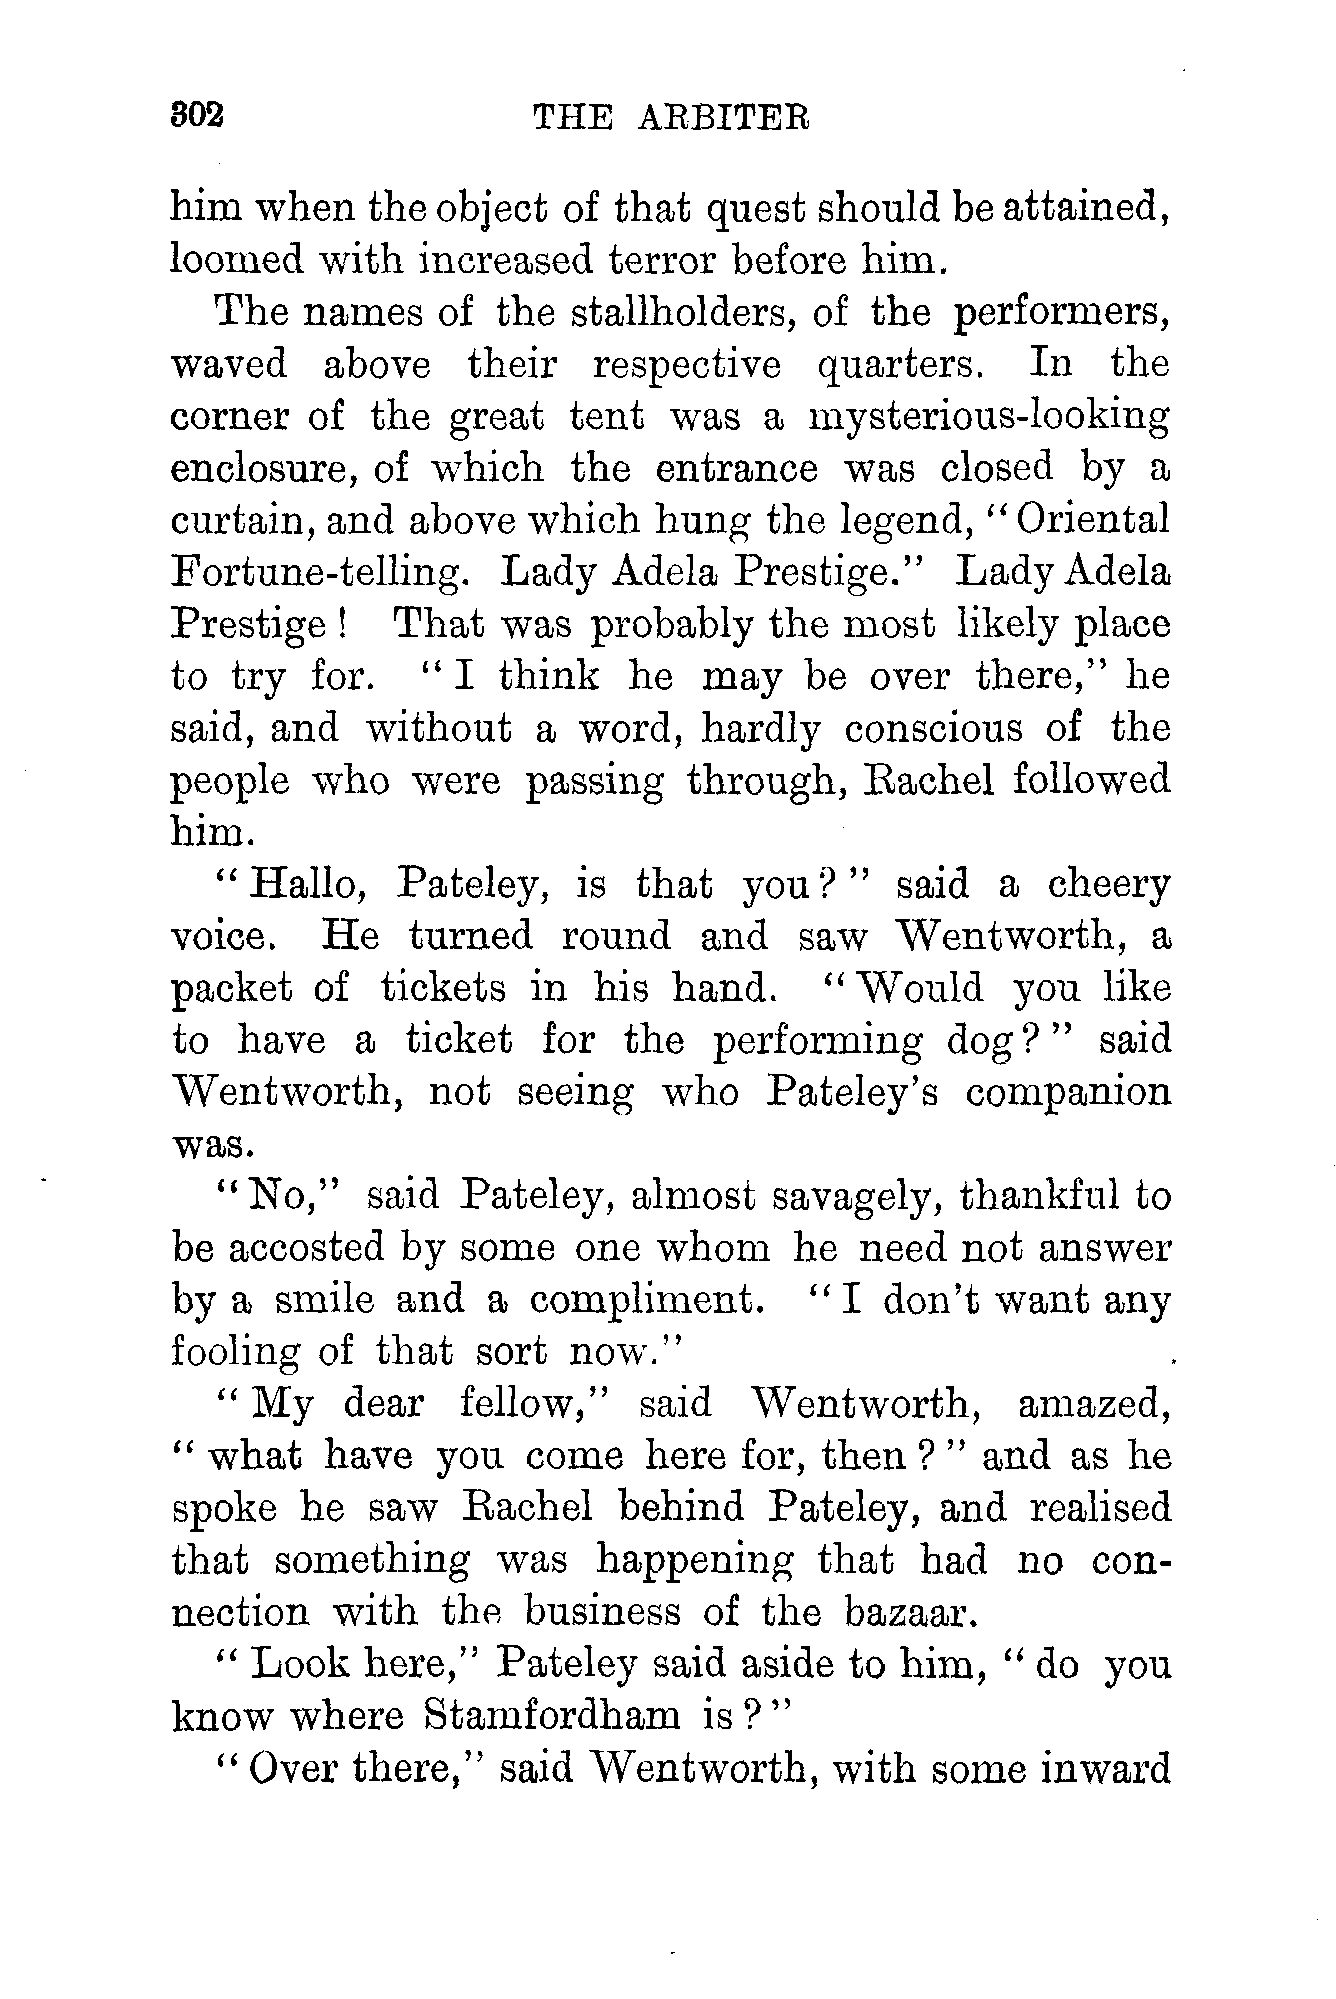 302 THE ARBITER
him when the object of that quest should be attained,
loomed with increased terror before him.
The names of the stallholders, of the performers,
waved above their respective quarters. In the
corner of the great tent was a mysterious-looking
enclosure, of which the entrance was closed by a
curtain, and above which hung the legend, “Oriental
Fortune-telling. Lady Adela Prestige.” Lady Adela
Prestige! That was probably the most likely place
to try for. “I think he may be over there,” he
said, and without a word, hardly conscious of the
people who were passing through, Rachel followed
him.
“Hallo, Pateley, is that you?” said a cheery
voice. He turned round and saw Wentworth, a
packet of tickets in his hand. “Would you like
to have a ticket for the performing dog?” said
Wentworth, not seeing who Pateley’s companion
was.
“No,” said Pateley, almost savagely, thankful to
be accosted by some one whom he need not answer
by a smile and a compliment. “I don’t want any
fooling of that sort now.”
“My dear fellow,” said Wentworth, amazed,
“what have you come here for, then?” and as he
spoke he saw Rachel behind Pateley, and realised
that something was happening that had no con-
nection with the business of the bazaar.
“Look here,” Pateley said aside to him, “do you
know where Stamfordham is?”
“Over there,” said Wentworth, with some inward